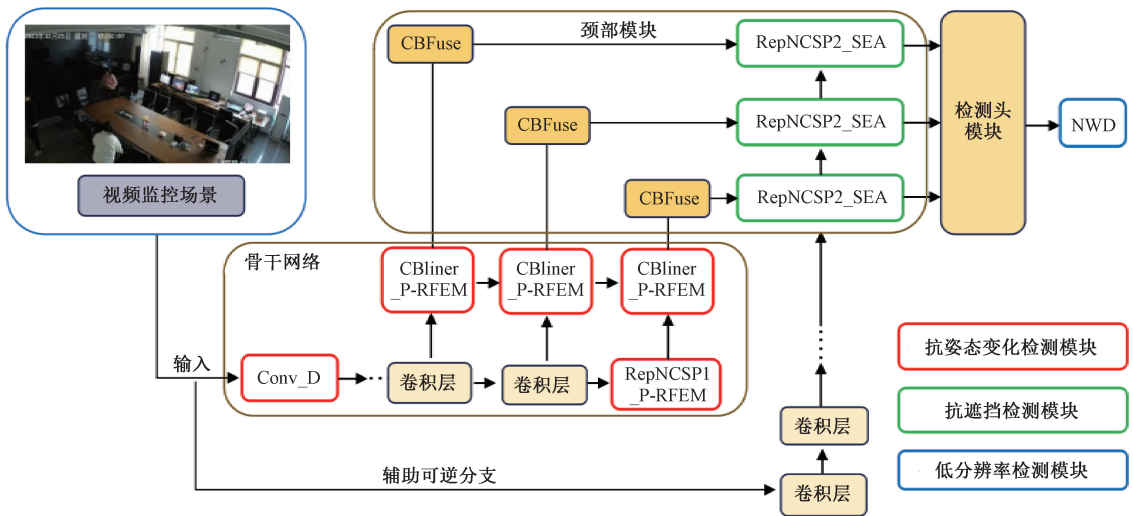 颈部模块
CBFuse
RepNCSP2_SEA
CBFuse
RepNCSP2_SEA
CBFuse
RepNCSP2_SEA
检测头
模块
NWD
视频监控场景
骨干网络
CBliner
_P-RFEM
CBliner
_P-RFEM
CBliner
_P-RFEM
输入
Conv_D
卷积层
卷积层
RepNCSP1
_P-RFEM
辅助可逆分支
卷积层
卷积层
抗姿态变化检测模块
抗遮挡检测模块
低分辨率检测模块